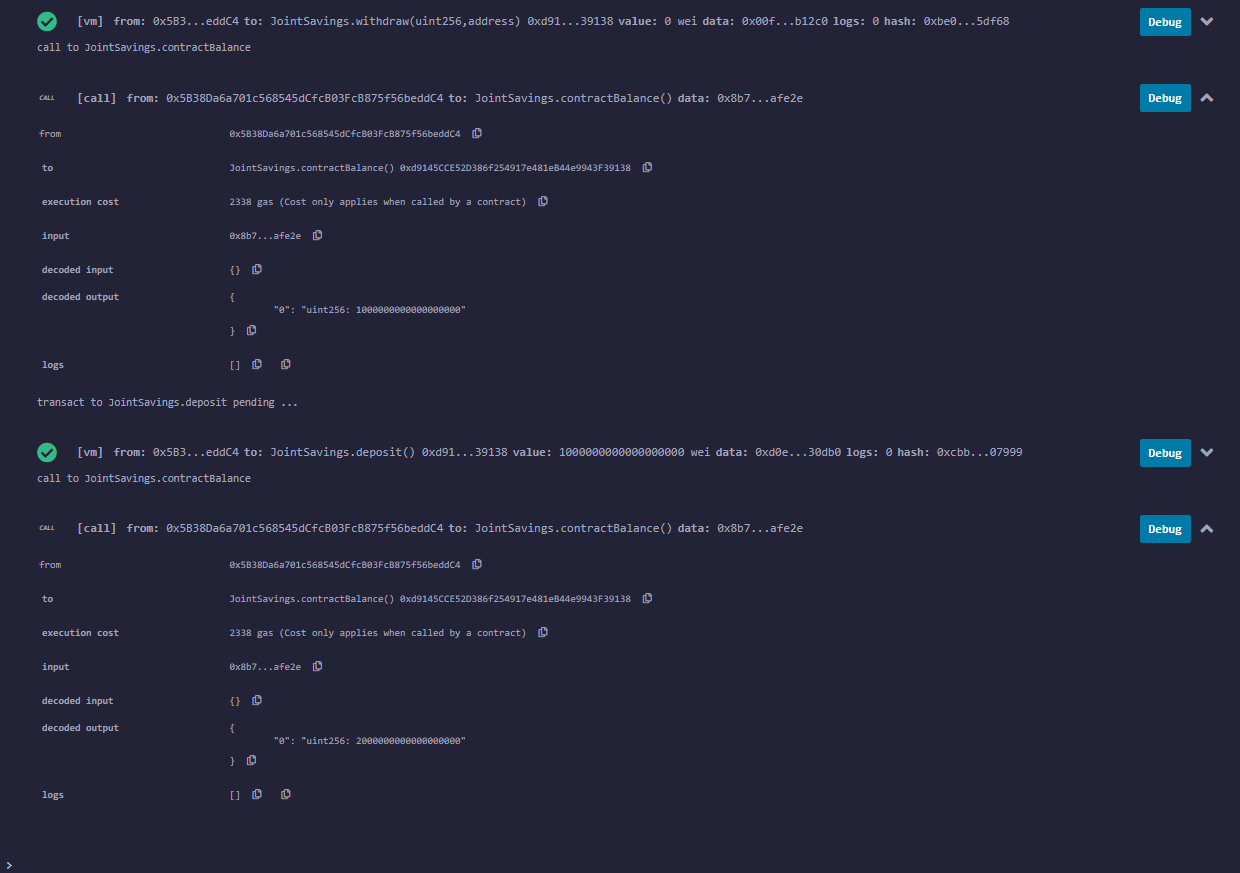 [vm] from: 0x5B3...eddC4 to: JointSavings.withdraw(uint256,address) 0xd91...39138 value: 0 wei data: 0x00f...b12c0 logs: 0 hash: 0xbe0...5df68 Debug
call to JointSavings.contractBalance
CALL [call] from: 0x5B38Da6a701c568545dCfcB03FcB875f56beddC4 to: JointSavings.contractBalance() data: 0x8b7...afe2e Debug
from 0x5B38Da6a701c568545dCfcB03FcB875f56beddC4
to JointSavings.contractBalance() 0xd9145CCE52D386f254917e481eB44e9943F39138
execution cost 2338 gas (Cost only applies when called by a contract)
input 0x8b7...afe2e
decoded input {}
decoded output {
"0": "uint256: 1000000000000000000"
}
logs []
transact to JointSavings.deposit pending ...
[vm] from: 0x5B3...eddC4 to: JointSavings.deposit() 0xd91...39138 value: 1000000000000000000 wei data: 0xd0e...30db0 logs: 0 hash: 0xcbb...07999 Debug
call to JointSavings.contractBalance
CALL [call] from: 0x5B38Da6a701c568545dCfcB03FcB875f56beddC4 to: JointSavings.contractBalance() data: 0x8b7...afe2e Debug
from 0x5B38Da6a701c568545dCfcB03FcB875f56beddC4
to JointSavings.contractBalance() 0xd9145CCE52D386f254917e481eB44e9943F39138
execution cost 2338 gas (Cost only applies when called by a contract)
input 0x8b7...afe2e
decoded input {}
decoded output {
"0": "uint256: 2000000000000000000"
}
logs []
>